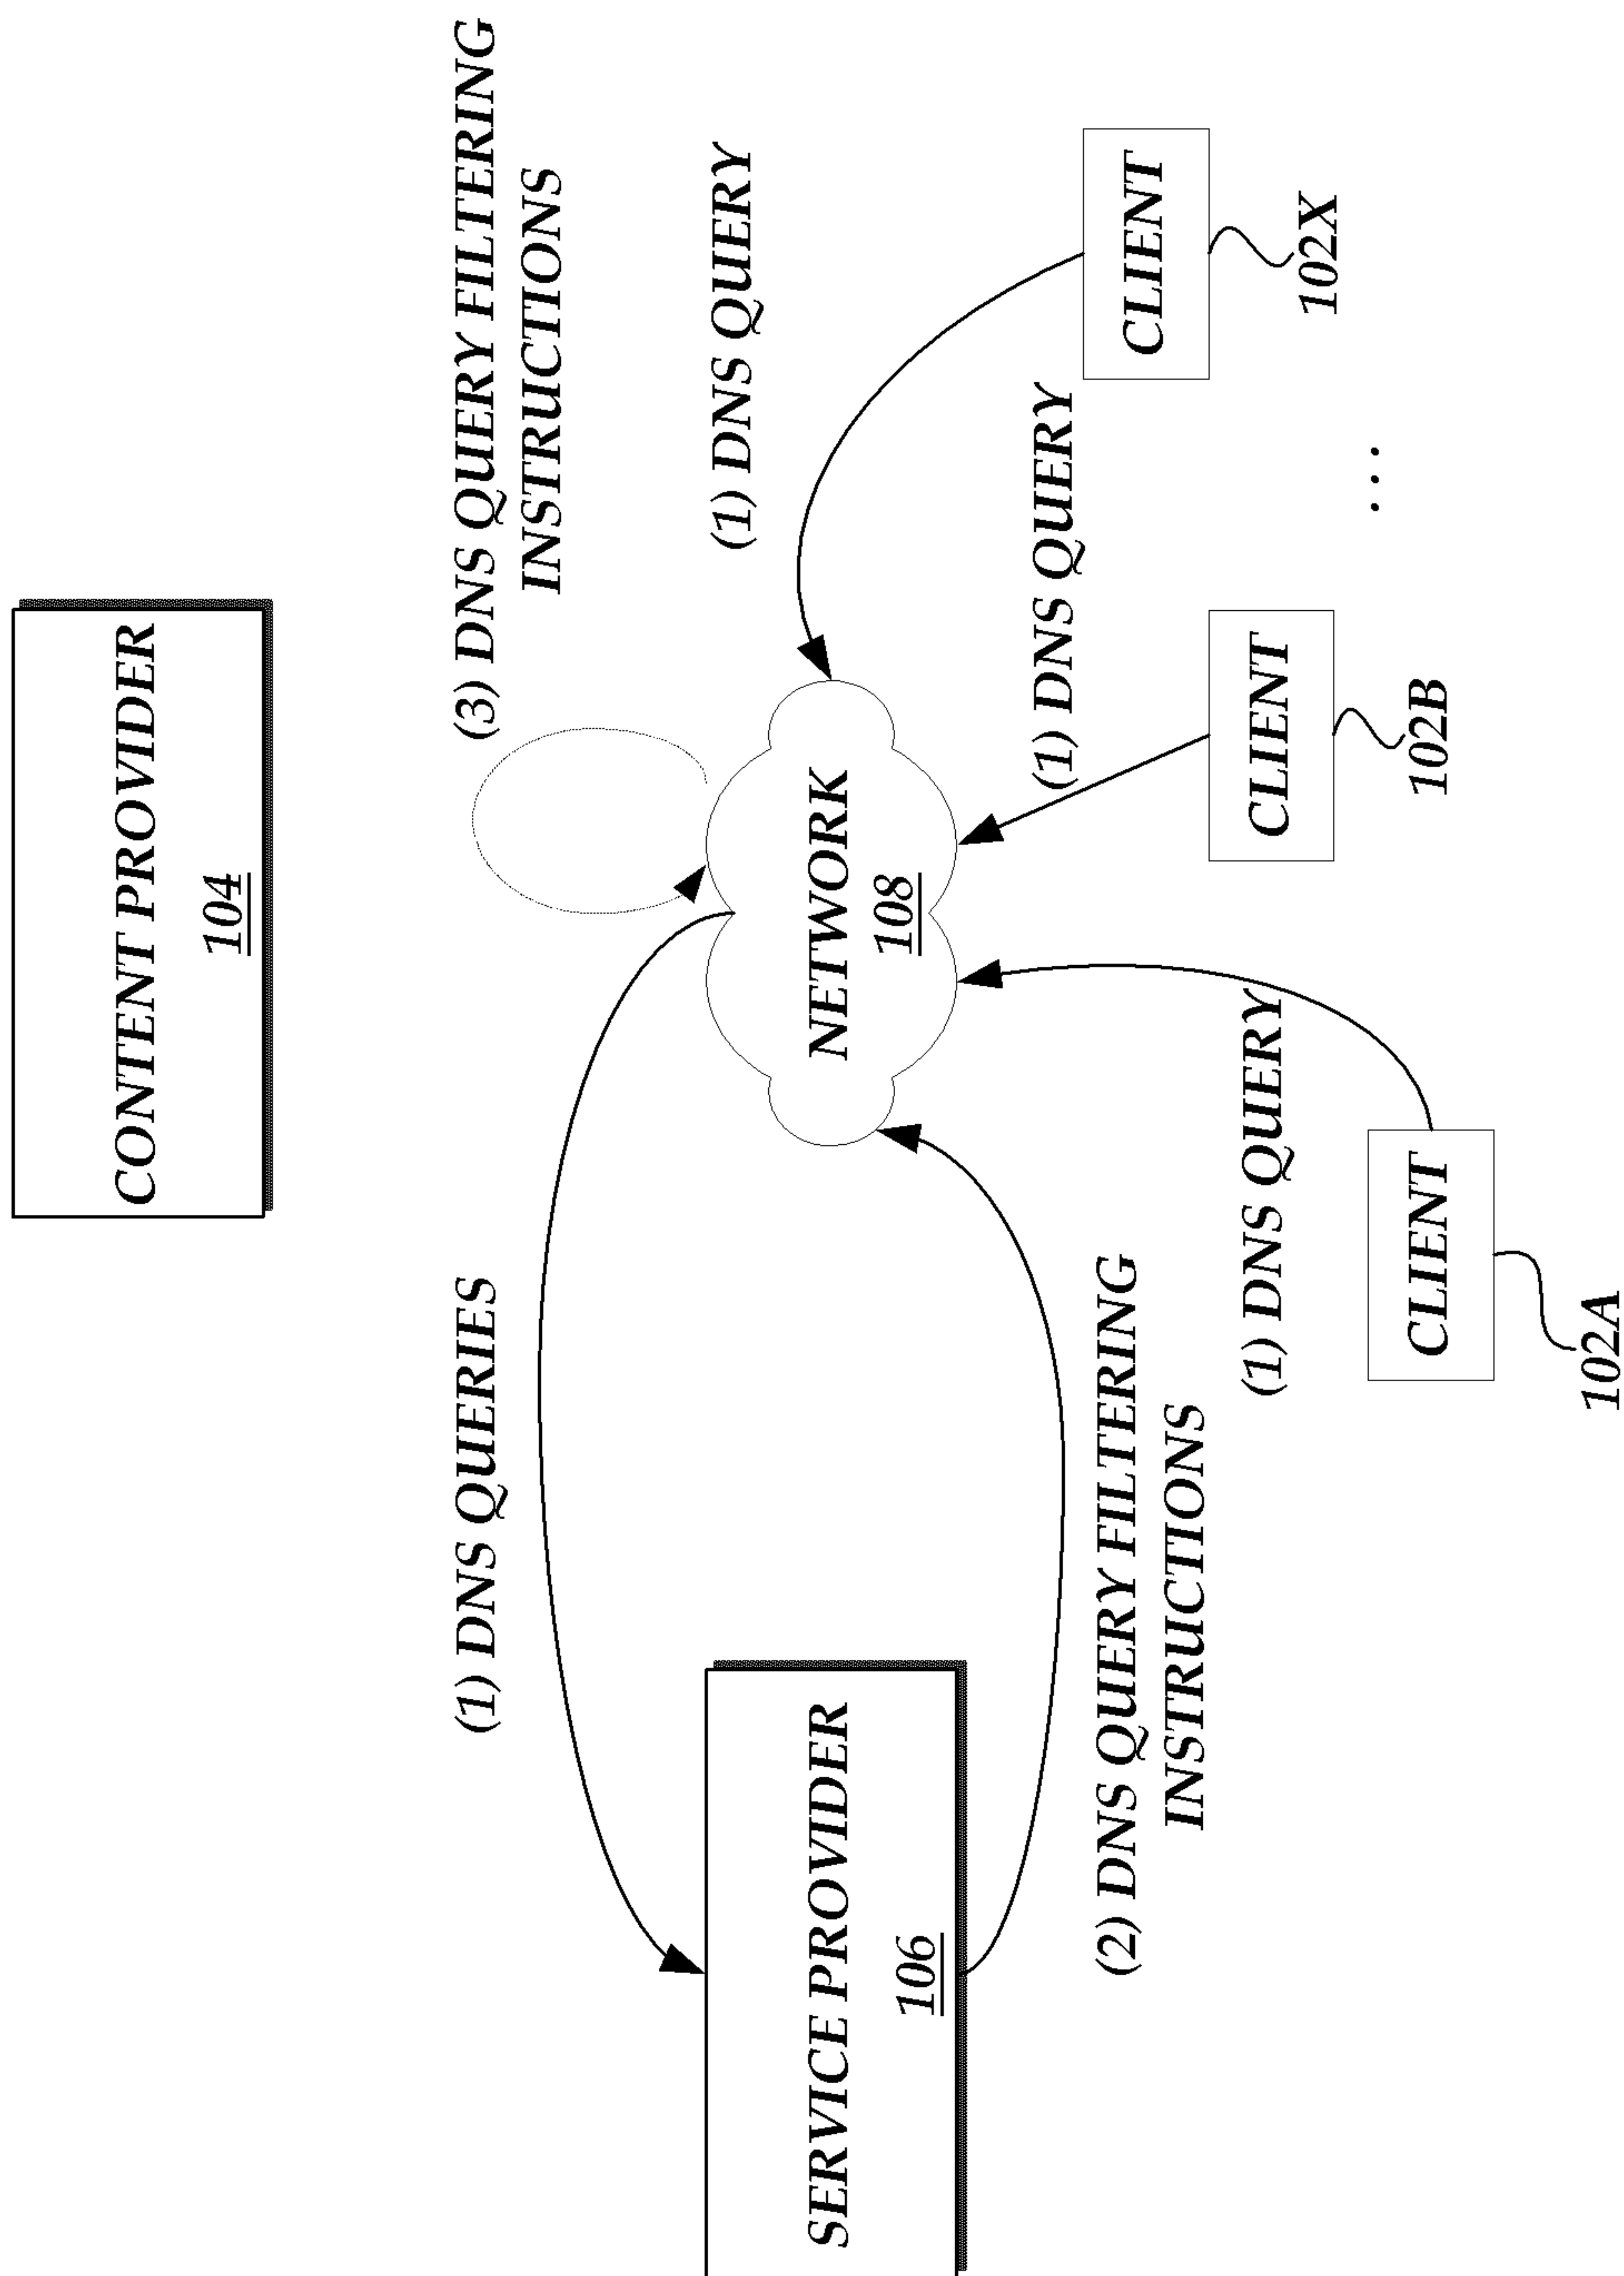 CONTENT PROVIDER
104
(1) DNS QUERIES
(3) DNS QUERY FILTERING
INSTRUCTIONS
(1) DNS QUERY
SERVICE PROVIDER
106
NETWORK
108
(2) DNS QUERY FILTERING
INSTRUCTIONS
(1) DNS QUERY
(1) DNS QUERY
CLIENT
102A
CLIENT
102B
...
CLIENT
102X